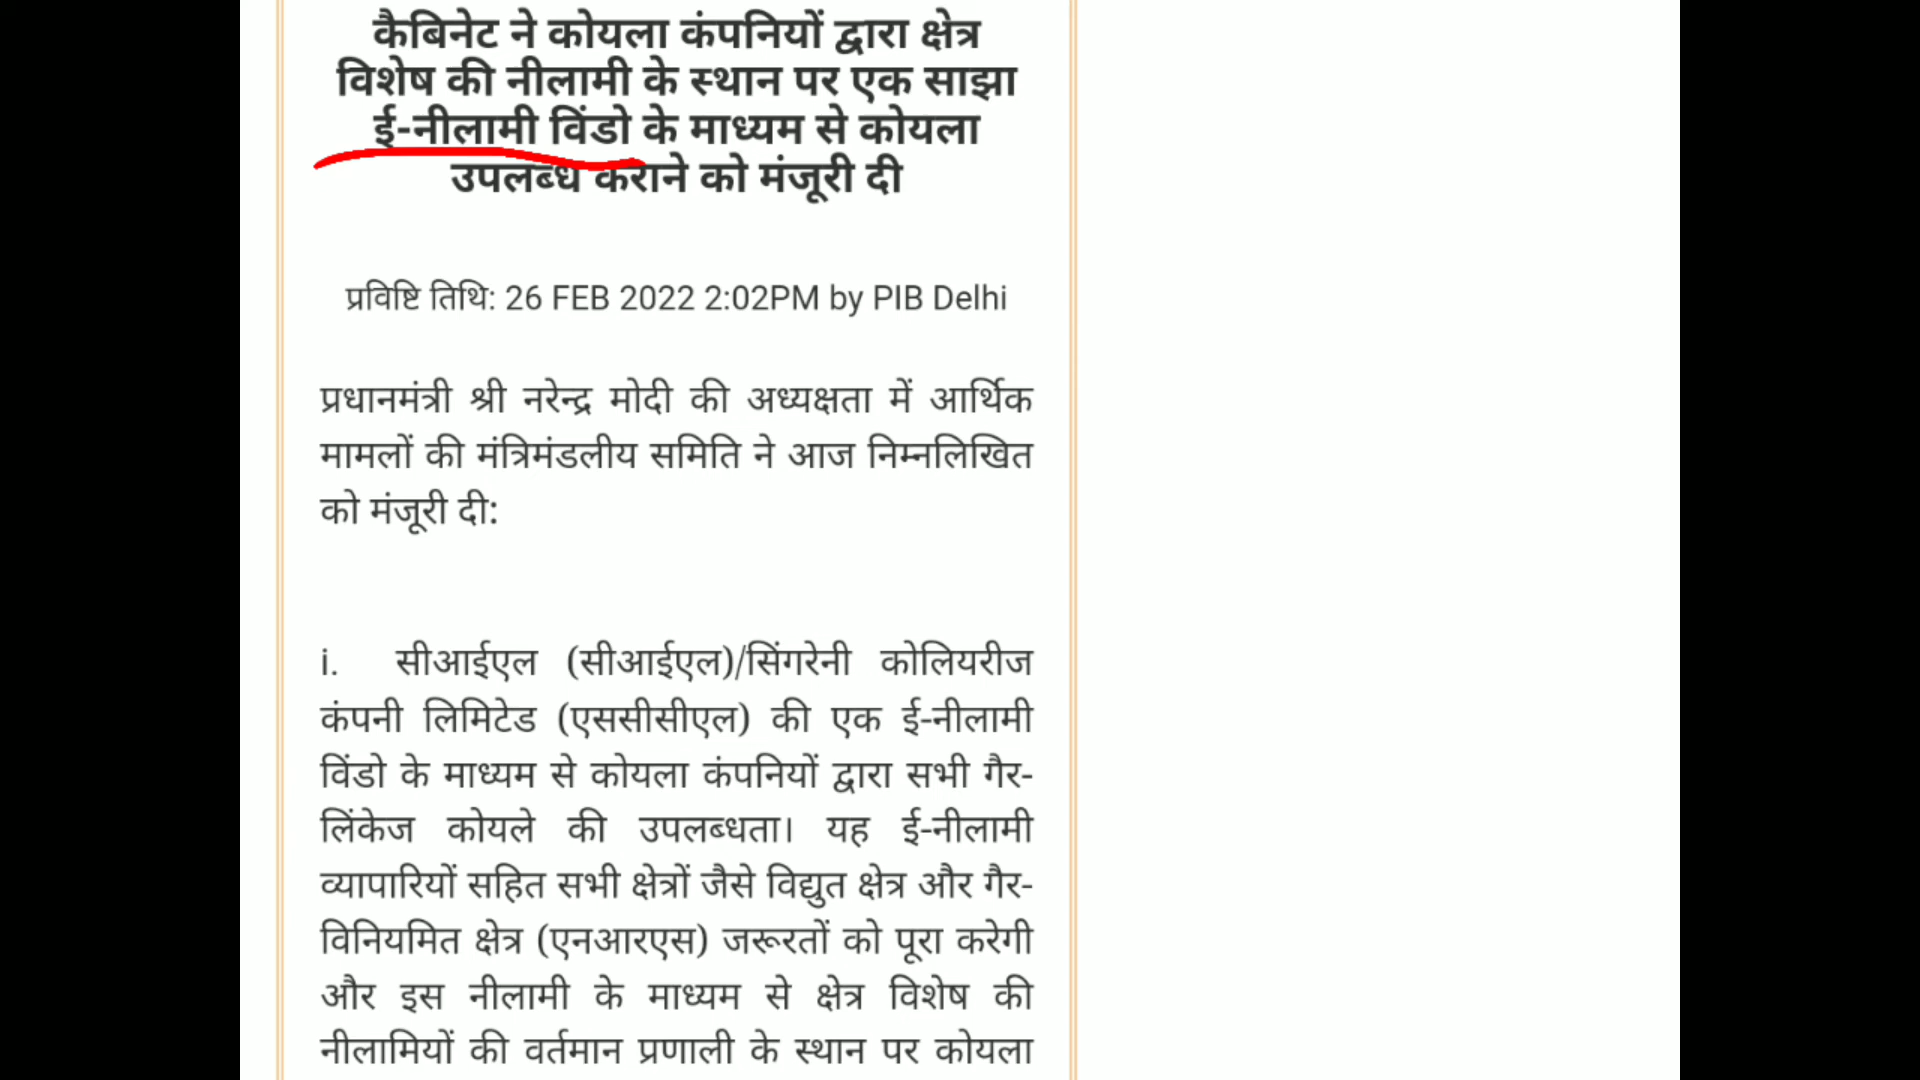 कैबिनेट ने कोयला कंपनियों द्वारा क्षेत्र
विशेष की नीलामी के स्थान पर एक साझा
ई-नीलामी विंडो के माध्यम से कोयला
उपलब्ध कराने को मंजूरी दी
प्रविष्टि तिथि: 26 FEB 2022 2:02PM by PIB Delhi
प्रधानमंत्री श्री नरेन्द्र मोदी की अध्यक्षता में आर्थिक
मामलों की मंत्रिमंडलीय समिति ने आज निम्नलिखित
को मंजूरी दी:
i. सीआईएल (सीआईएल)/सिंगरेनी कोलियरीज
कंपनी लिमिटेड (एससीसीएल) की एक ई-नीलामी
विंडो के माध्यम से कोयला कंपनियों द्वारा सभी गैर-
लिंकेज कोयले की उपलब्धता। यह ई-नीलामी
व्यापारियों सहित सभी क्षेत्रों जैसे विद्युत क्षेत्र और गैर-
विनियमित क्षेत्र (एनआरएस) जरूरतों को पूरा करेगी
और इस नीलामी के माध्यम से क्षेत्र विशेष की
नीलामियों की वर्तमान प्रणाली के स्थान पर कोयला